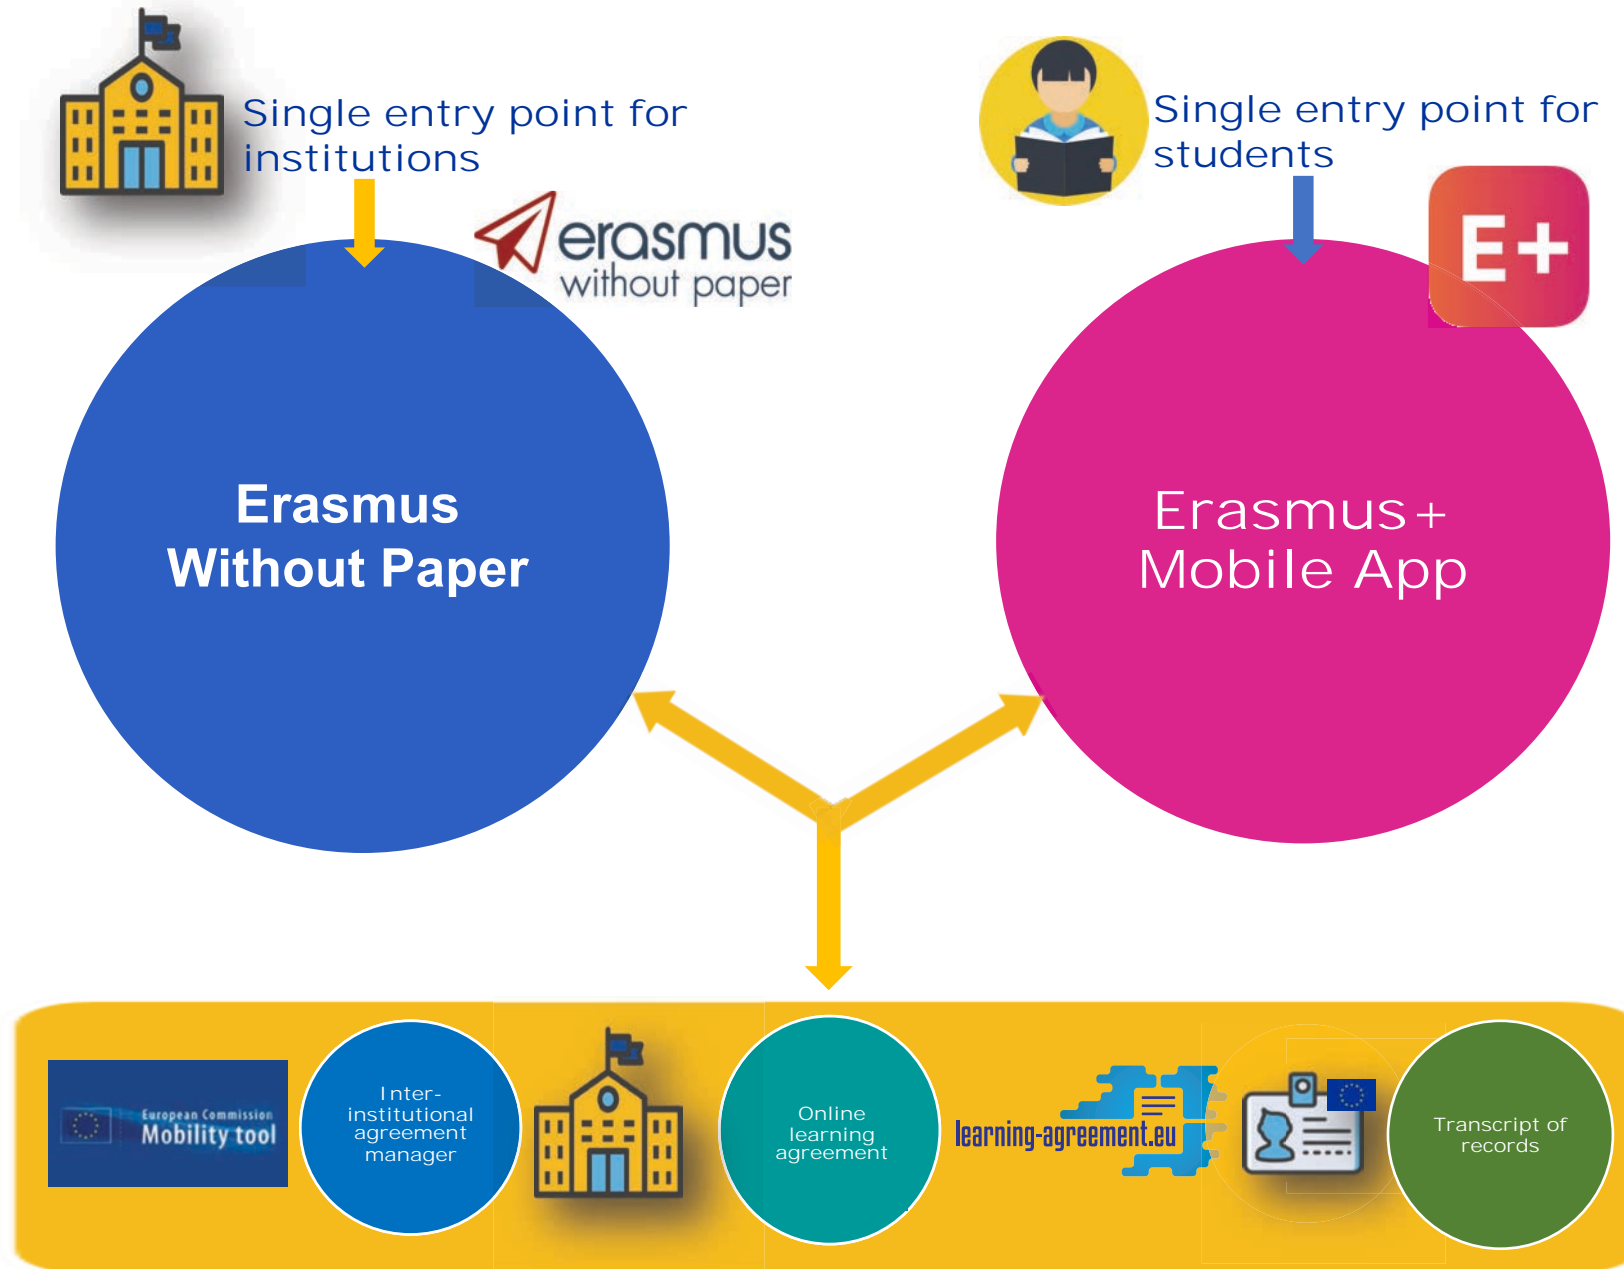 Single entry point for
institutions
Single entry point for
students
erasmus
without paper
E+
Erasmus
Without Paper
Erasmus+
Mobile App
European Commission
Mobility tool
Inter-
institutional
agreement
manager
Online
learning
agreement
learning-agreement.eu
Transcript of
records